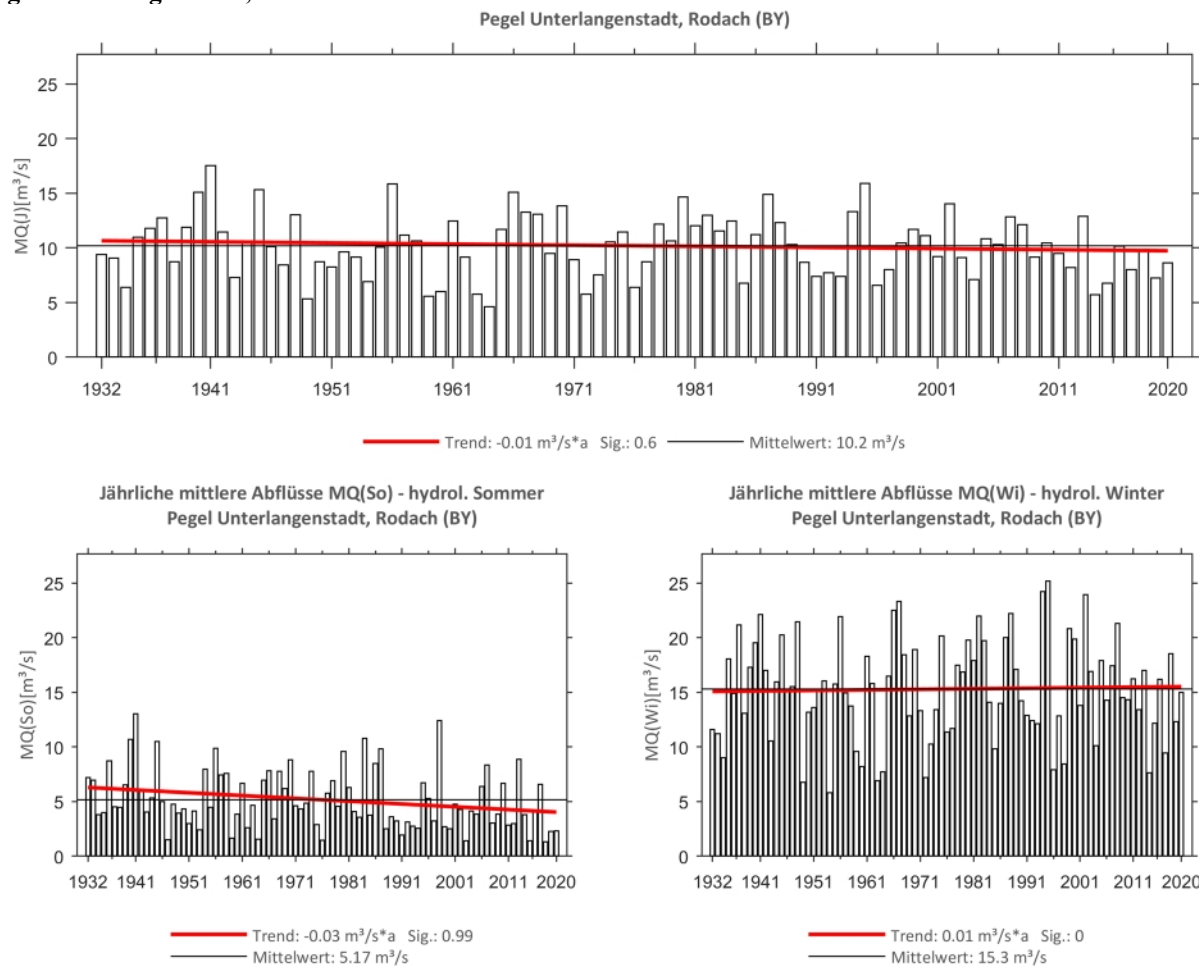 Pegel Unterlangenstadt, Rodach (BY)
MQ(J)[m³/s]
25
20
15
10
5
0
1932 1941 1951 1961 1971 1981 1991 2001 2011 2020
Trend: -0.01 m³/s*a Sig.: 0.6 Mittelwert: 10.2 m³/s
Jährliche mittlere Abflüsse MQ(So) - hydrol. Sommer
Pegel Unterlangenstadt, Rodach (BY)
MQ(So)[m³/s]
25
20
15
10
5
0
1932 1941 1951 1961 1971 1981 1991 2001 2011 2020
Trend: -0.03 m³/s*a Sig.: 0.99
Mittelwert: 5.17 m³/s
Jährliche mittlere Abflüsse MQ(Wi) - hydrol. Winter
Pegel Unterlangenstadt, Rodach (BY)
MQ(Wi)[m³/s]
25
20
15
10
5
0
1932 1941 1951 1961 1971 1981 1991 2001 2011 2020
Trend: 0.01 m³/s*a Sig.: 0
Mittelwert: 15.3 m³/s